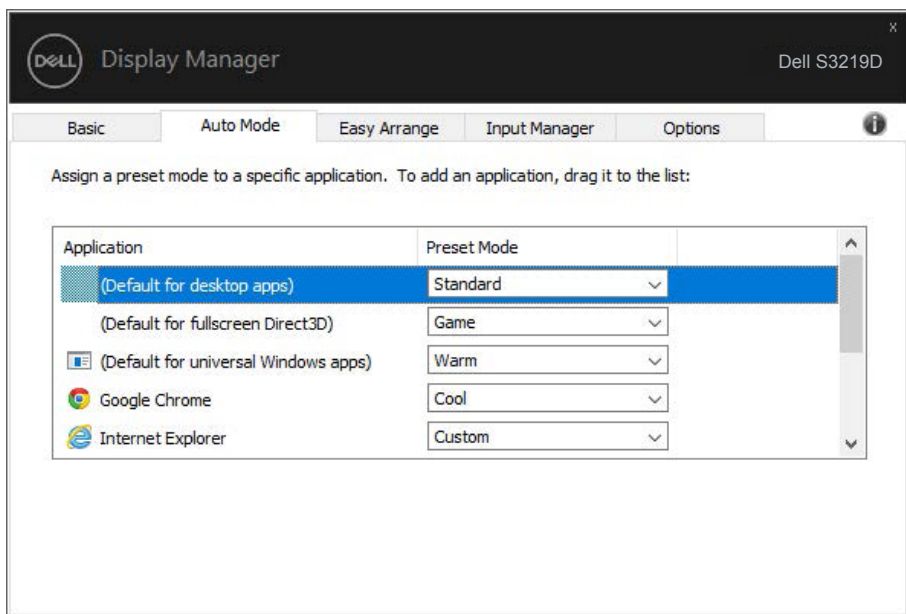 x
DELL Display Manager Dell S3219D
Basic Auto Mode Easy Arrange Input Manager Options i
Assign a preset mode to a specific application. To add an application, drag it to the list:
Application Preset Mode
(Default for desktop apps) Standard
(Default for fullscreen Direct3D) Game
(Default for universal Windows apps) Warm
Google Chrome Cool
Internet Explorer Custom